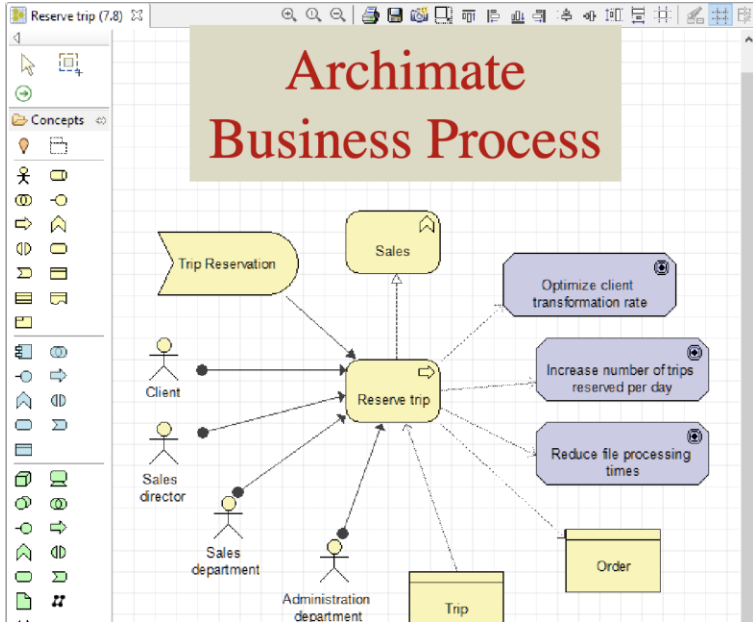 Reserve trip (7.8)
Concepts
Archimate
Business Process
Sales
Trip Reservation
Optimize client
transformation rate
Client
Reserve trip
Increase number of trips
reserved per day
Sales
director
Reduce file processing
times
Sales
department
Order
Administration
department
Trip